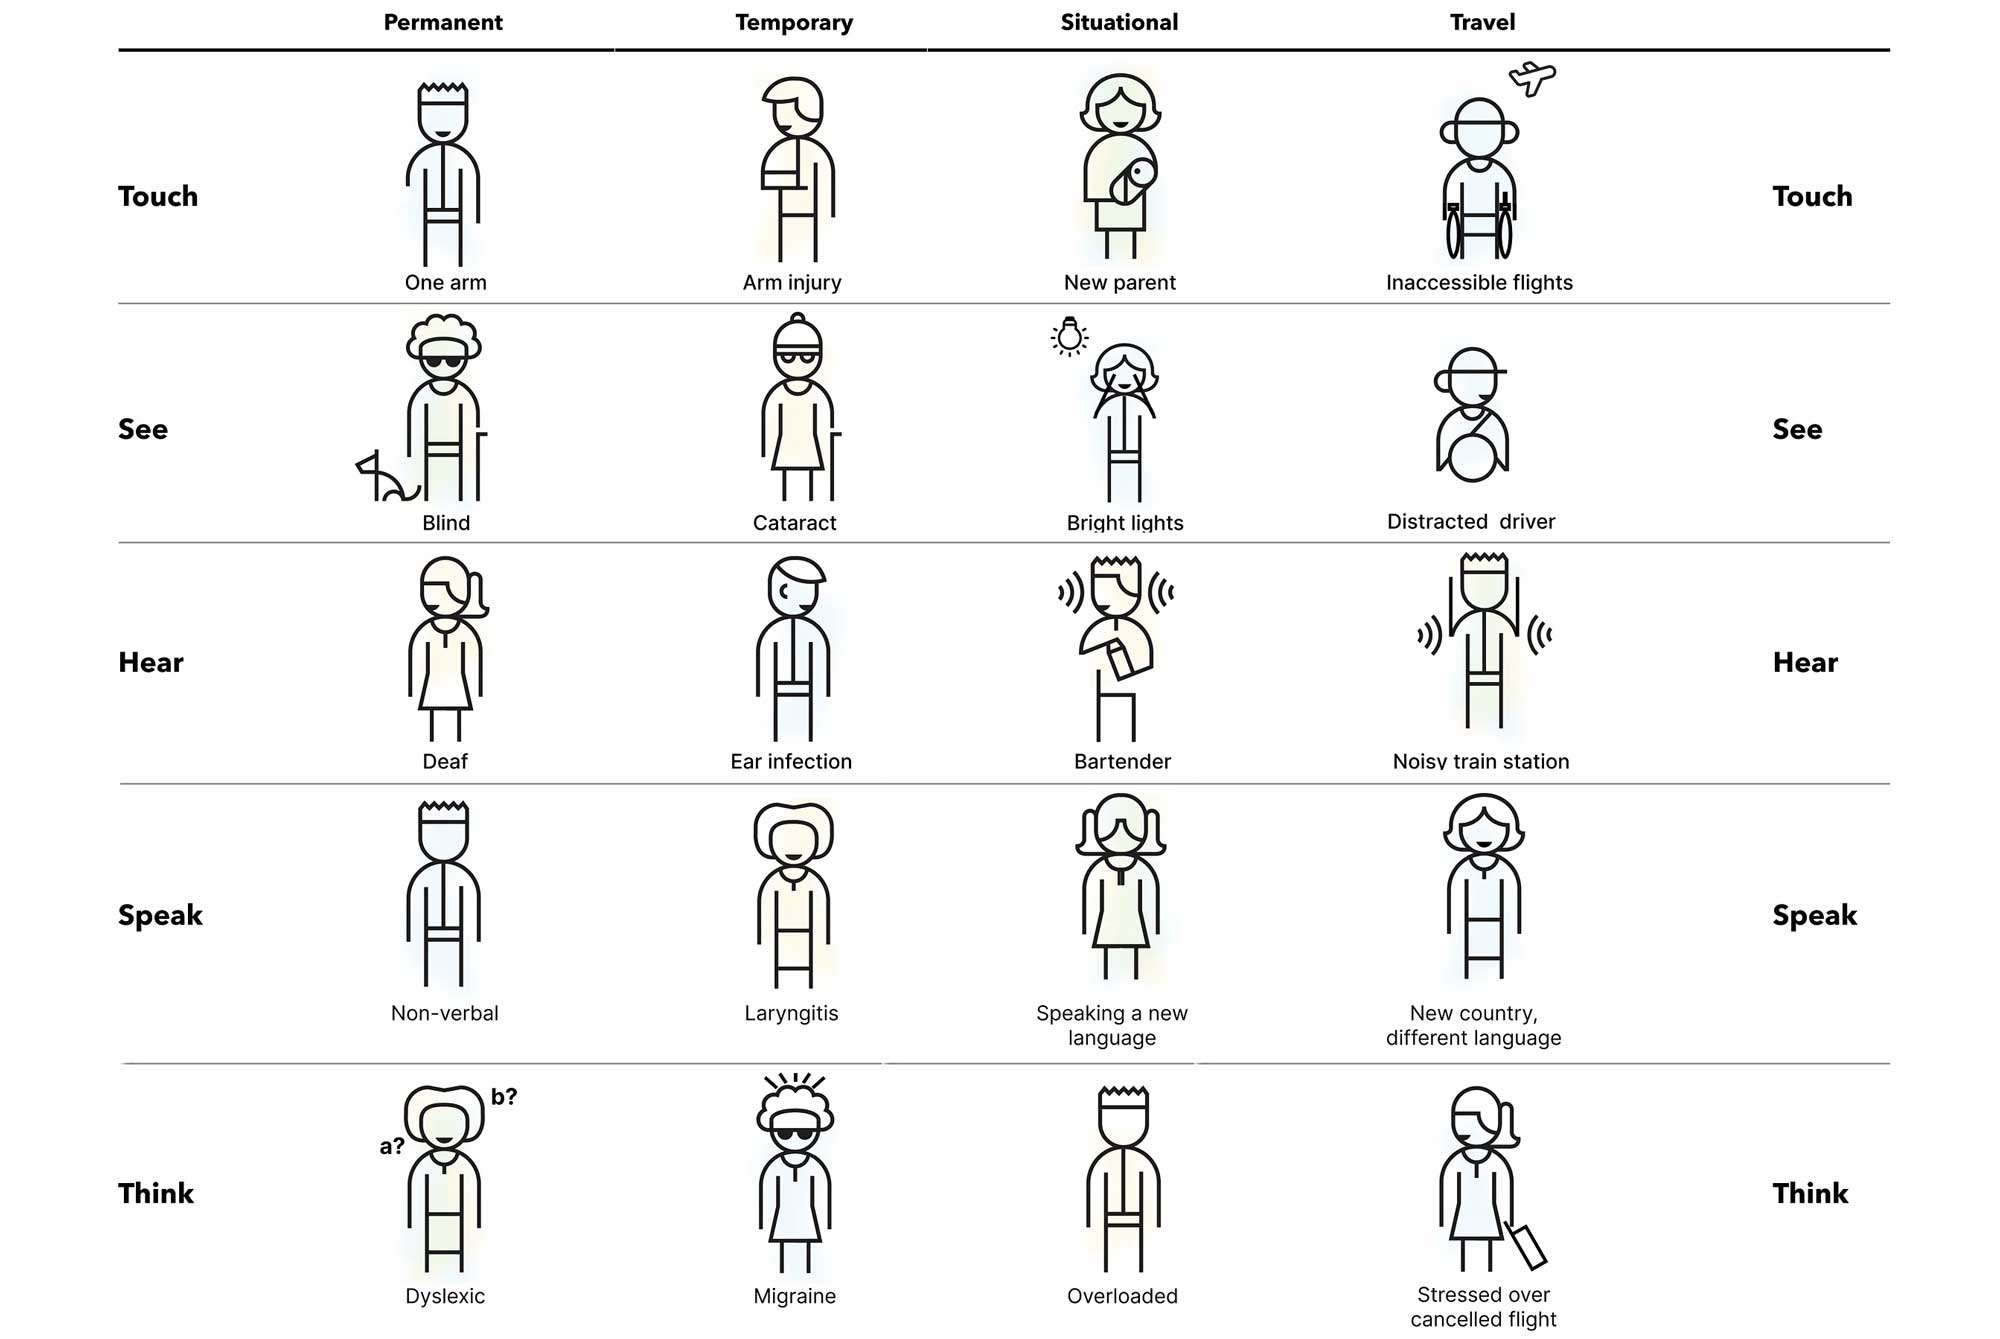 Permanent Temporary Situational Travel
Touch Touch
One arm Arm injury New parent Inaccessible flights
See See
Blind Cataract Bright lights Distracted driver
Hear Hear
Deaf Ear infection Bartender Noisy train station
Speak Speak
Non-verbal Laryngitis Speaking a new New country,
language different language
b?
a?
Think Think
Dyslexic Migraine Overloaded Stressed over
cancelled flight